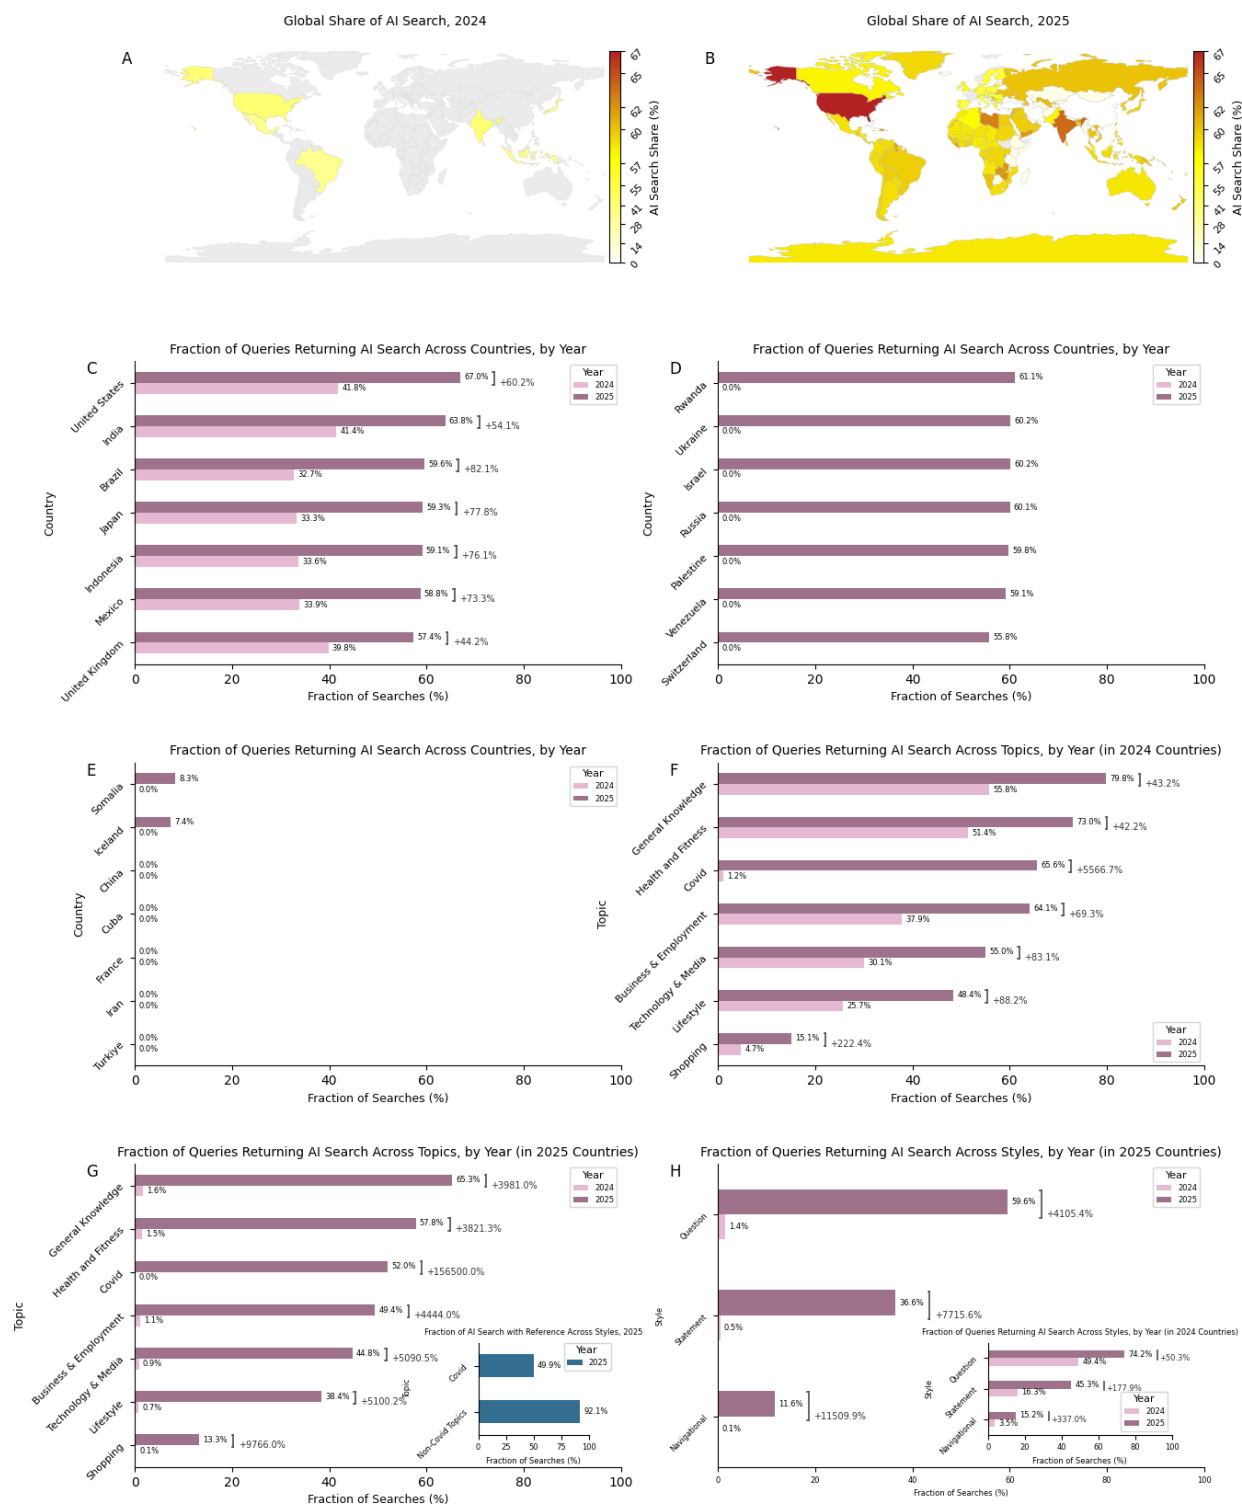 Global Share of AI Search, 2024
A
67
65
62
60
57
55
41
28
14
0
AI Search Share (%)
Global Share of AI Search, 2025
B
67
65
62
60
57
55
41
28
14
0
AI Search Share (%)
Fraction of Queries Returning AI Search Across Countries, by Year
C
Year
2024
2025
Country
United States
67.0%
41.8%
+60.2%
India
63.8%
41.4%
+54.1%
Brazil
59.6%
32.7%
+82.1%
Japan
59.3%
33.3%
+77.8%
Indonesia
59.1%
33.6%
+76.1%
Mexico
58.8%
33.9%
+73.3%
United Kingdom
57.4%
39.8%
+44.2%
0 20 40 60 80 100
Fraction of Searches (%)
Fraction of Queries Returning AI Search Across Countries, by Year
D
Year
2024
2025
Country
Rwanda
61.1%
0.0%
Ukraine
60.2%
0.0%
Israel
60.2%
0.0%
Russia
60.1%
0.0%
Palestine
59.8%
0.0%
Venezuela
59.1%
0.0%
Switzerland
55.8%
0.0%
0 20 40 60 80 100
Fraction of Searches (%)
Fraction of Queries Returning AI Search Across Countries, by Year
E
Year
2024
2025
Country
Somalia
8.3%
0.0%
Iceland
7.4%
0.0%
China
0.0%
0.0%
Cuba
0.0%
0.0%
France
0.0%
0.0%
Iran
0.0%
0.0%
Turkiye
0.0%
0.0%
0 20 40 60 80 100
Fraction of Searches (%)
Fraction of Queries Returning AI Search Across Topics, by Year (in 2024 Countries)
F
Topic
General Knowledge
79.8%
55.8%
+43.2%
Health and Fitness
73.0%
51.4%
+42.2%
Covid
65.6%
1.2%
+5566.7%
Business & Employment
64.1%
37.9%
+69.3%
Technology & Media
55.0%
30.1%
+83.1%
Lifestyle
48.4%
25.7%
+88.2%
Shopping
15.1%
4.7%
+222.4%
Year
2024
2025
0 20 40 60 80 100
Fraction of Searches (%)
Fraction of Queries Returning AI Search Across Topics, by Year (in 2025 Countries)
G
Year
2024
2025
Topic
General Knowledge
65.3%
1.6%
+3981.0%
Health and Fitness
57.8%
1.5%
+3821.3%
Covid
52.0%
0.0%
+156500.0%
Business & Employment
49.4%
1.1%
+4444.0%
Technology & Media
44.8%
0.9%
+5090.5%
Lifestyle
38.4%
0.7%
+5100.2%
Shopping
13.3%
0.1%
+9766.0%
0 20 40 60 80 100
Fraction of Searches (%)
Fraction of AI Search with Reference Across Styles, 2025
Year
2025
Topic
Covid
49.9%
Non-Covid Topics
92.1%
0 25 50 75 100
Fraction of Searches (%)
Fraction of Queries Returning AI Search Across Styles, by Year (in 2025 Countries)
H
Year
2024
2025
Style
Question
59.6%
1.4%
+4105.4%
Statement
36.6%
0.5%
+7715.6%
Navigational
11.6%
0.1%
+11509.9%
0 20 40 60 80 100
Fraction of Searches (%)
Fraction of Queries Returning AI Search Across Styles, by Year (in 2024 Countries)
Style
Question
74.2%
49.4%
+50.3%
Statement
45.3%
16.3%
+177.9%
Navigational
15.2%
3.5%
+337.0%
Year
2024
2025
0 20 40 60 80 100
Fraction of Searches (%)